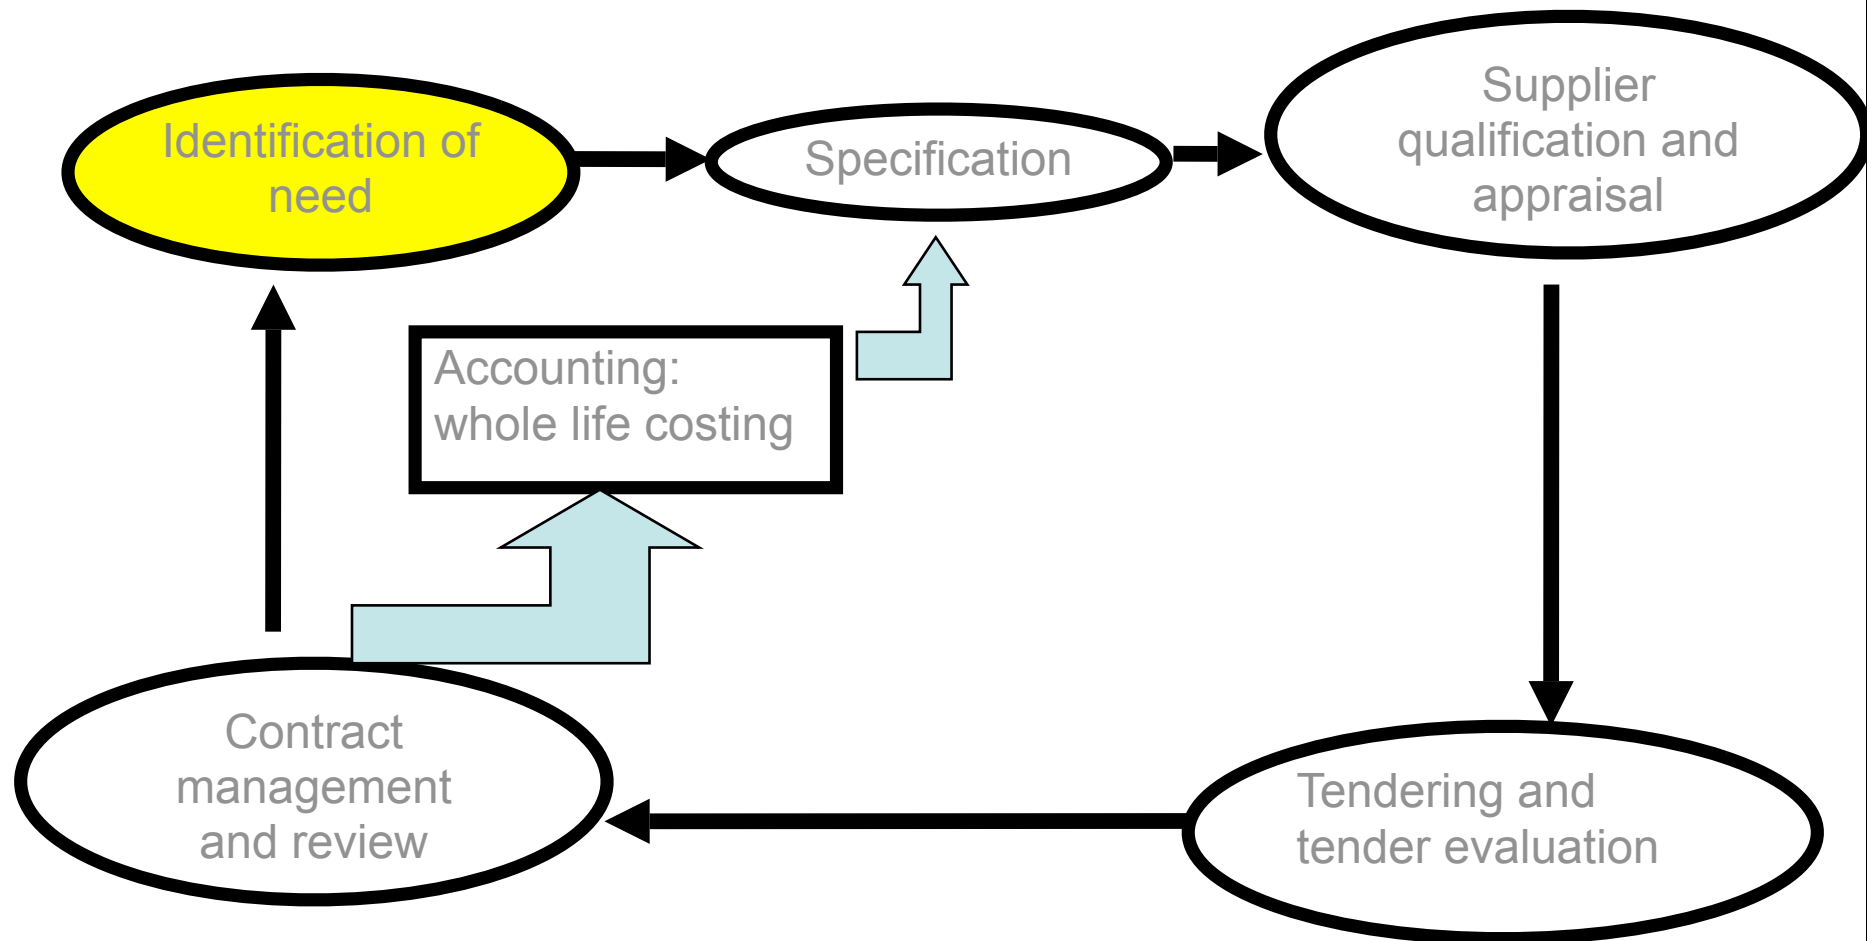 Identification of
need
Specification
Supplier
qualification and
appraisal
Accounting:
whole life costing
Contract
management
and review
Tendering and
tender evaluation